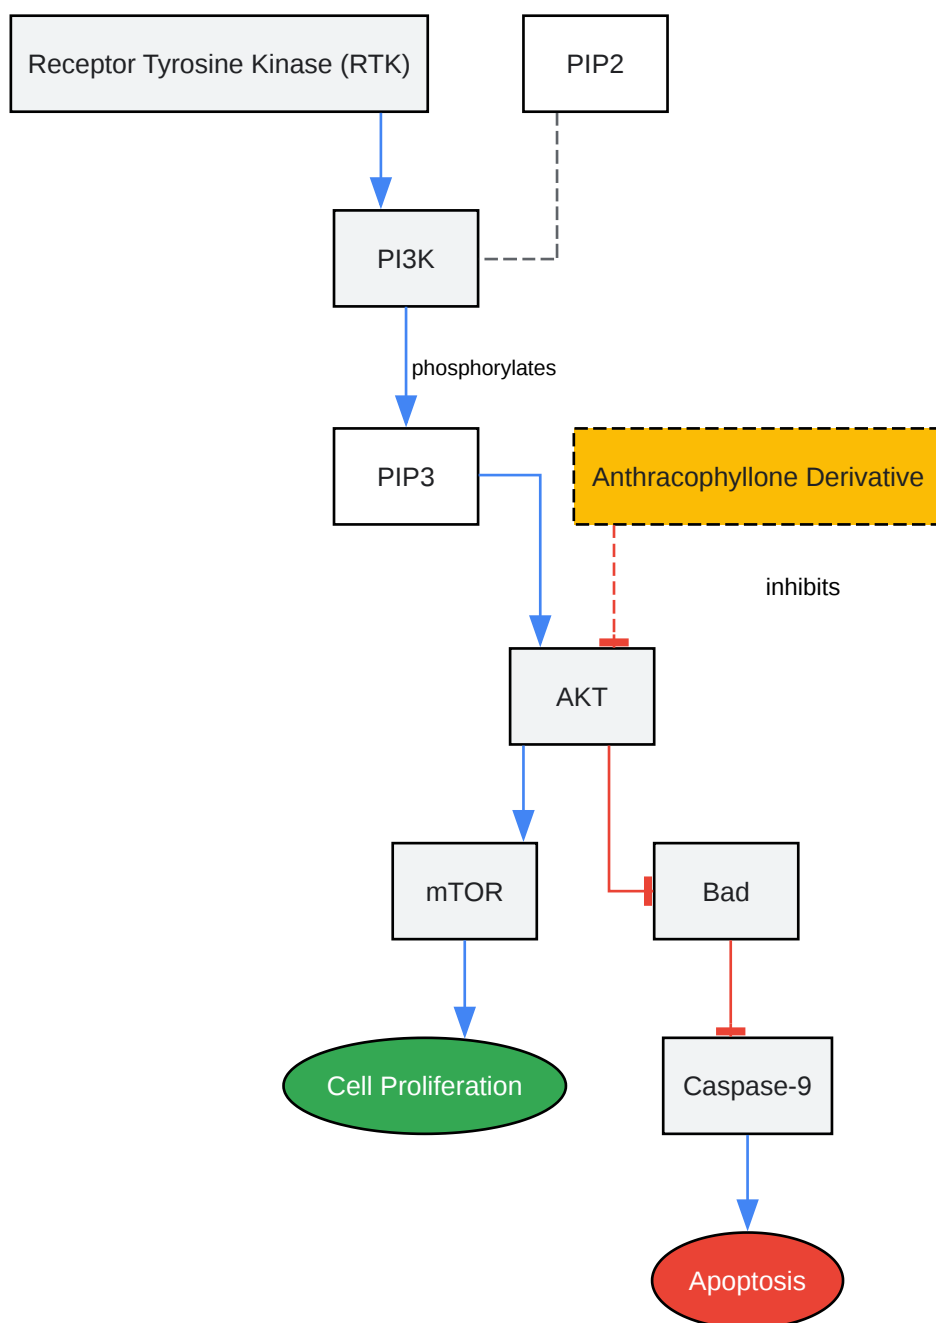 Receptor Tyrosine Kinase (RTK)
PIP2
PI3K
phosphorylates
PIP3
Anthracophyllone Derivative
inhibits
AKT
mTOR
Bad
Cell Proliferation
Caspase-9
Apoptosis